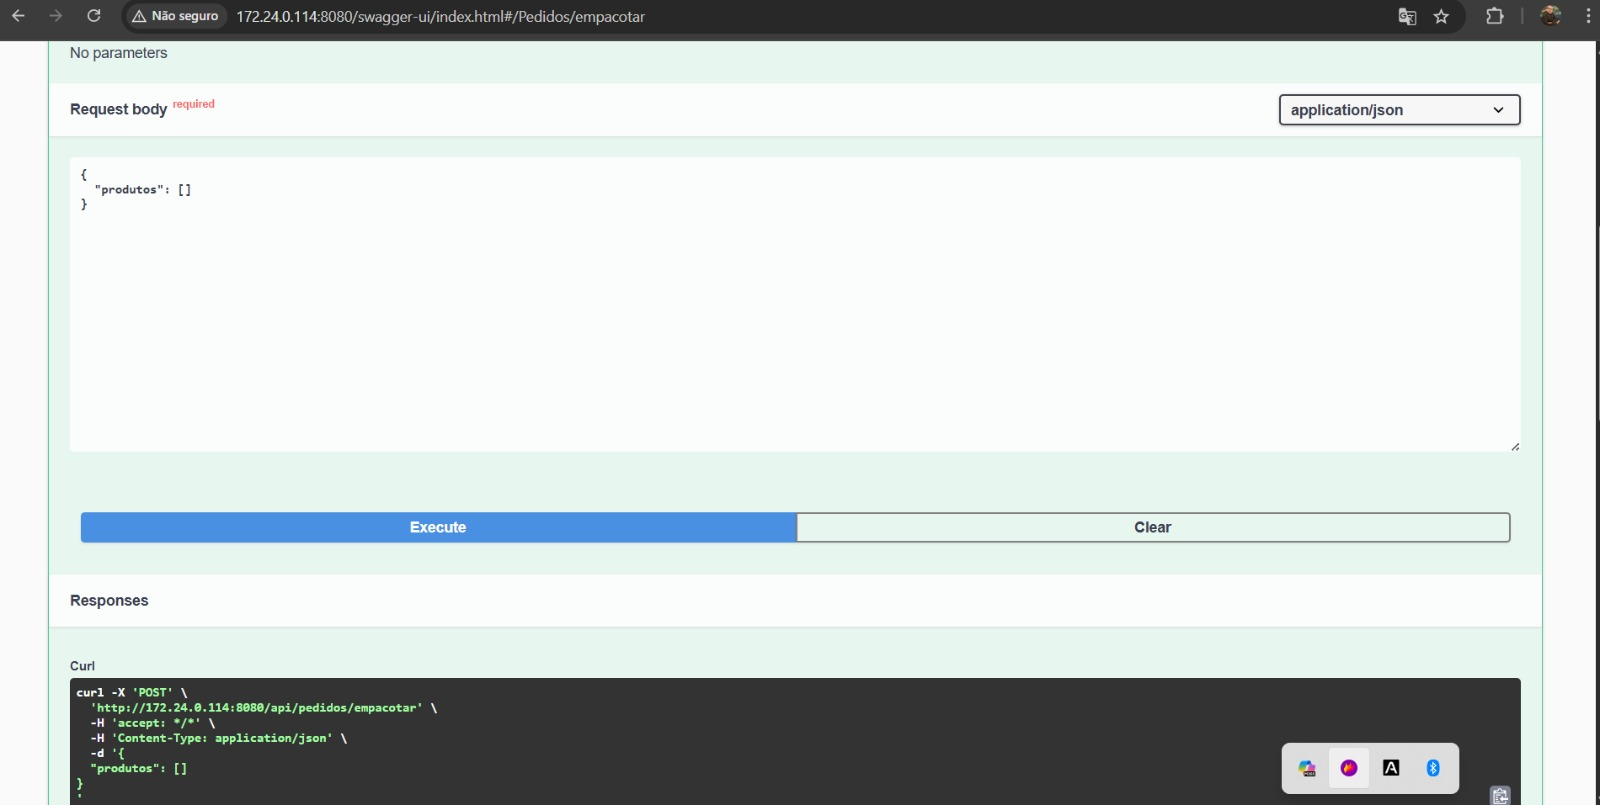 Não seguro
172.24.0.114:8080/swagger-ui/index.html#/Pedidos/empacotar
No parameters
Request body required
application/json
{
"produtos": []
}
Execute
Clear
Responses
Curl
curl -X 'POST' \
'http://172.24.0.114:8080/api/pedidos/empacotar' \
-H 'accept: */*' \
-H 'Content-Type: application/json' \
-d '{
"produtos": []
}
'
A